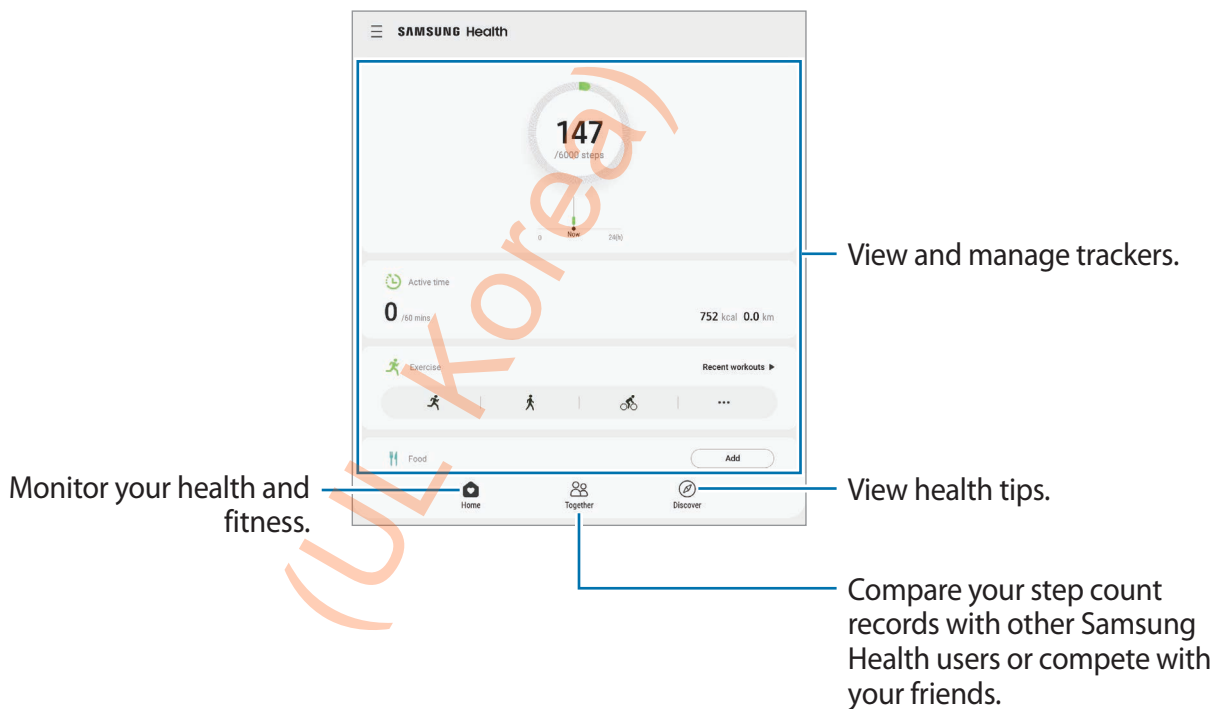 SAMSUNG Health
147
/6000 steps
0 Now 24(h)
Active time
0 /60 mins
752 kcal 0.0 km
Exercise
Recent workouts
Food
Add
Home
Together
Discover
View and manage trackers.
Monitor your health and
fitness.
View health tips.
Compare your step count
records with other Samsung
Health users or compete with
your friends.
(UL Korea)